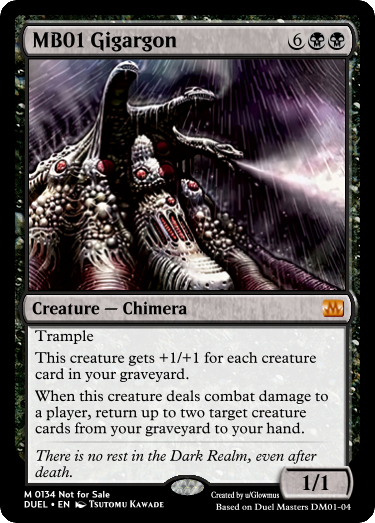 MB01 Gigargon 6
Creature — Chimera
Trample
This creature gets +1/+1 for each creature
card in your graveyard.
When this creature deals combat damage to
a player, return up to two target creature
cards from your graveyard to your hand.
There is no rest in the Dark Realm, even after
death.
1/1
M 0134 Not for Sale
DUEL • EN Tsutomu Kawade
Created by u/Glowmus
Based on Duel Masters DM01-04